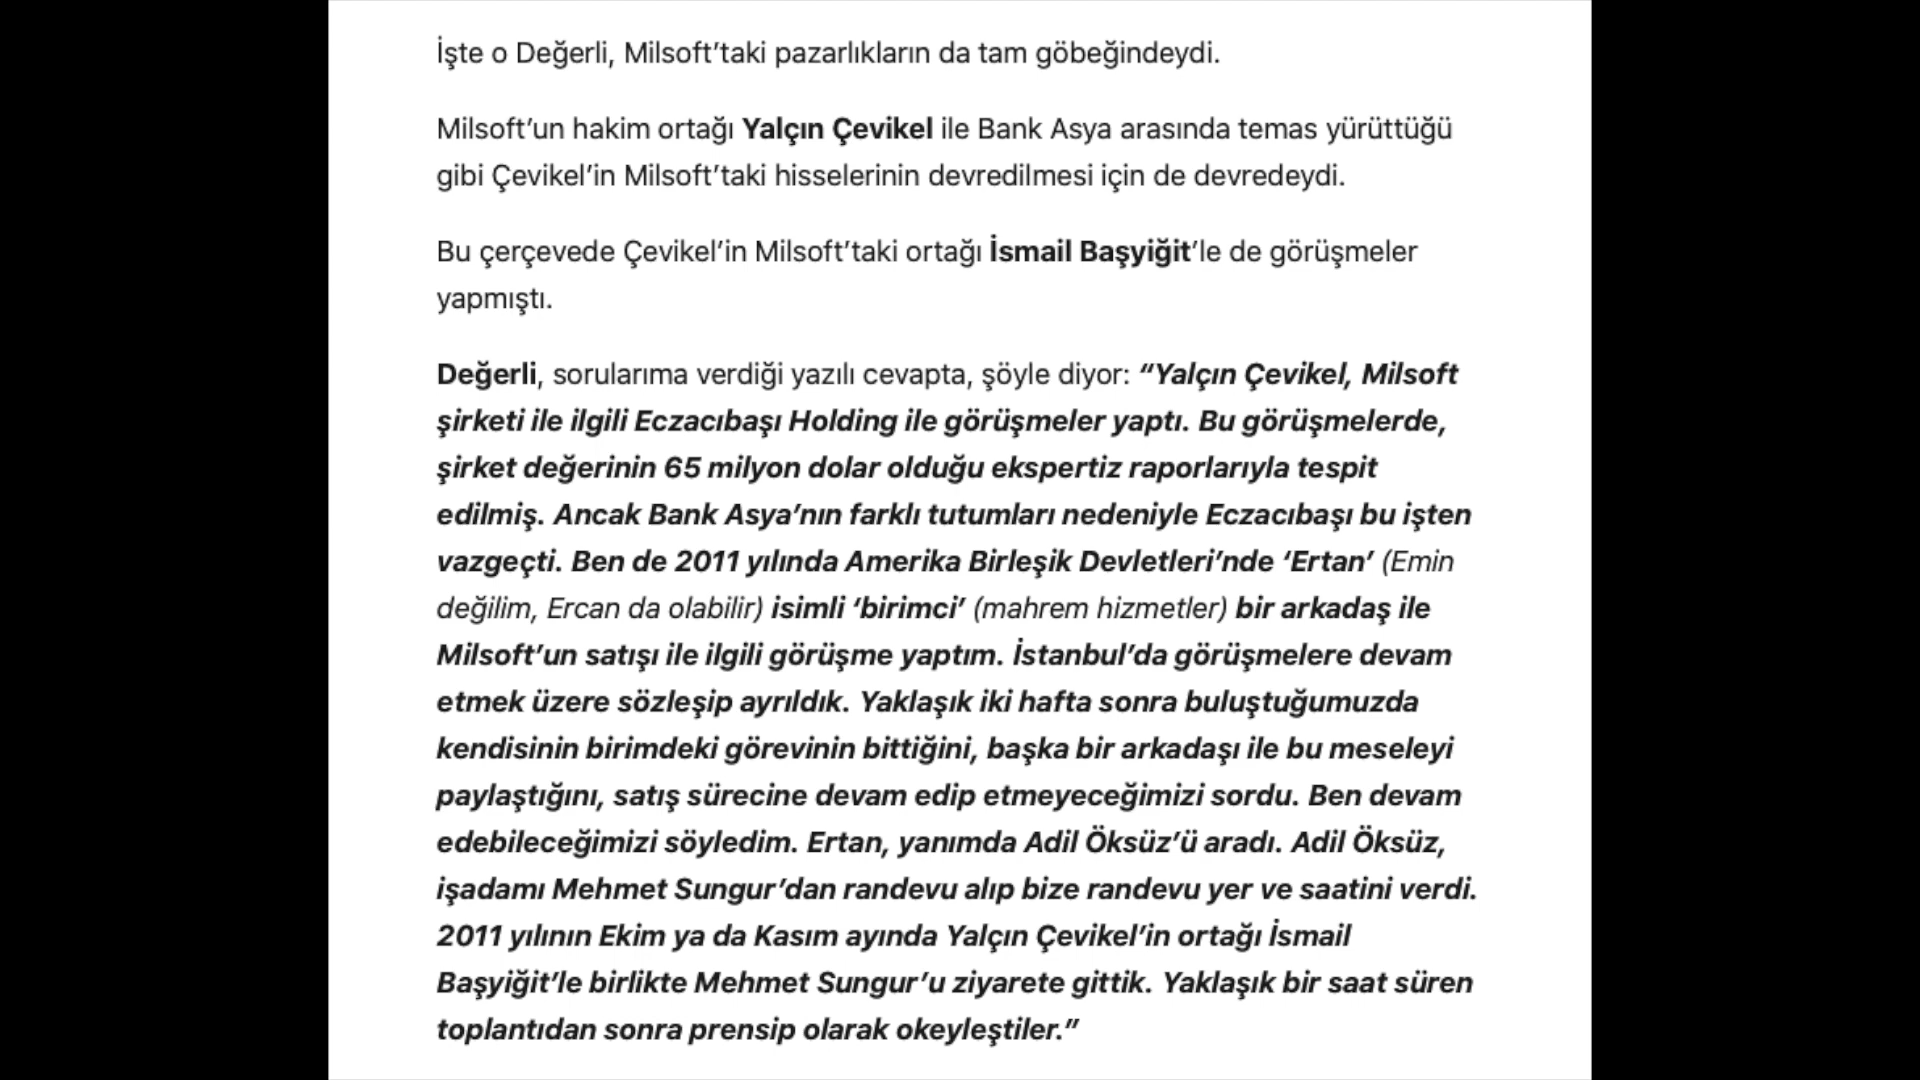 İşte o Değerli, Milsoft’taki pazarlıkların da tam göbeğindeydi.
Milsoft’un hakim ortağı Yalçın Çevikel ile Bank Asya arasında temas yürüttüğü
gibi Çevikel’in Milsoft’taki hisselerinin devredilmesi için de devredeydi.
Bu çerçevede Çevikel’in Milsoft’taki ortağı İsmail Başyiğit’le de görüşmeler
yapmıştı.
Değerli, sorularıma verdiği yazılı cevapta, şöyle diyor: “Yalçın Çevikel, Milsoft
şirketi ile ilgili Eczacıbaşı Holding ile görüşmeler yaptı. Bu görüşmelerde,
şirket değerinin 65 milyon dolar olduğu ekspertiz raporlarıyla tespit
edilmiş. Ancak Bank Asya’nın farklı tutumları nedeniyle Eczacıbaşı bu işten
vazgeçti. Ben de 2011 yılında Amerika Birleşik Devletleri’nde ‘Ertan’ (Emin
değilim, Ercan da olabilir) isimli ‘birimci’ (mahrem hizmetler) bir arkadaş ile
Milsoft’un satışı ile ilgili görüşme yaptım. İstanbul’da görüşmelere devam
etmek üzere sözleşip ayrıldık. Yaklaşık iki hafta sonra buluştuğumuzda
kendisinin birimdeki görevinin bittiğini, başka bir arkadaşı ile bu meseleyi
paylaştığını, satış sürecine devam edip etmeyeceğimizi sordu. Ben devam
edebileceğimizi söyledim. Ertan, yanımda Adil Öksüz’ü aradı. Adil Öksüz,
işadamı Mehmet Sungur’dan randevu alıp bize randevu yer ve saatini verdi.
2011 yılının Ekim ya da Kasım ayında Yalçın Çevikel’in ortağı İsmail
Başyiğit’le birlikte Mehmet Sungur’u ziyarete gittik. Yaklaşık bir saat süren
toplantıdan sonra prensip olarak okeyleştiler.”